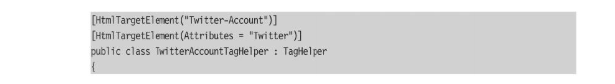 [HtmlTargetElement("Twitter-Account")]
[HtmlTargetElement(Attributes = "Twitter")]
public class TwitterAccountTagHelper : TagHelper
{